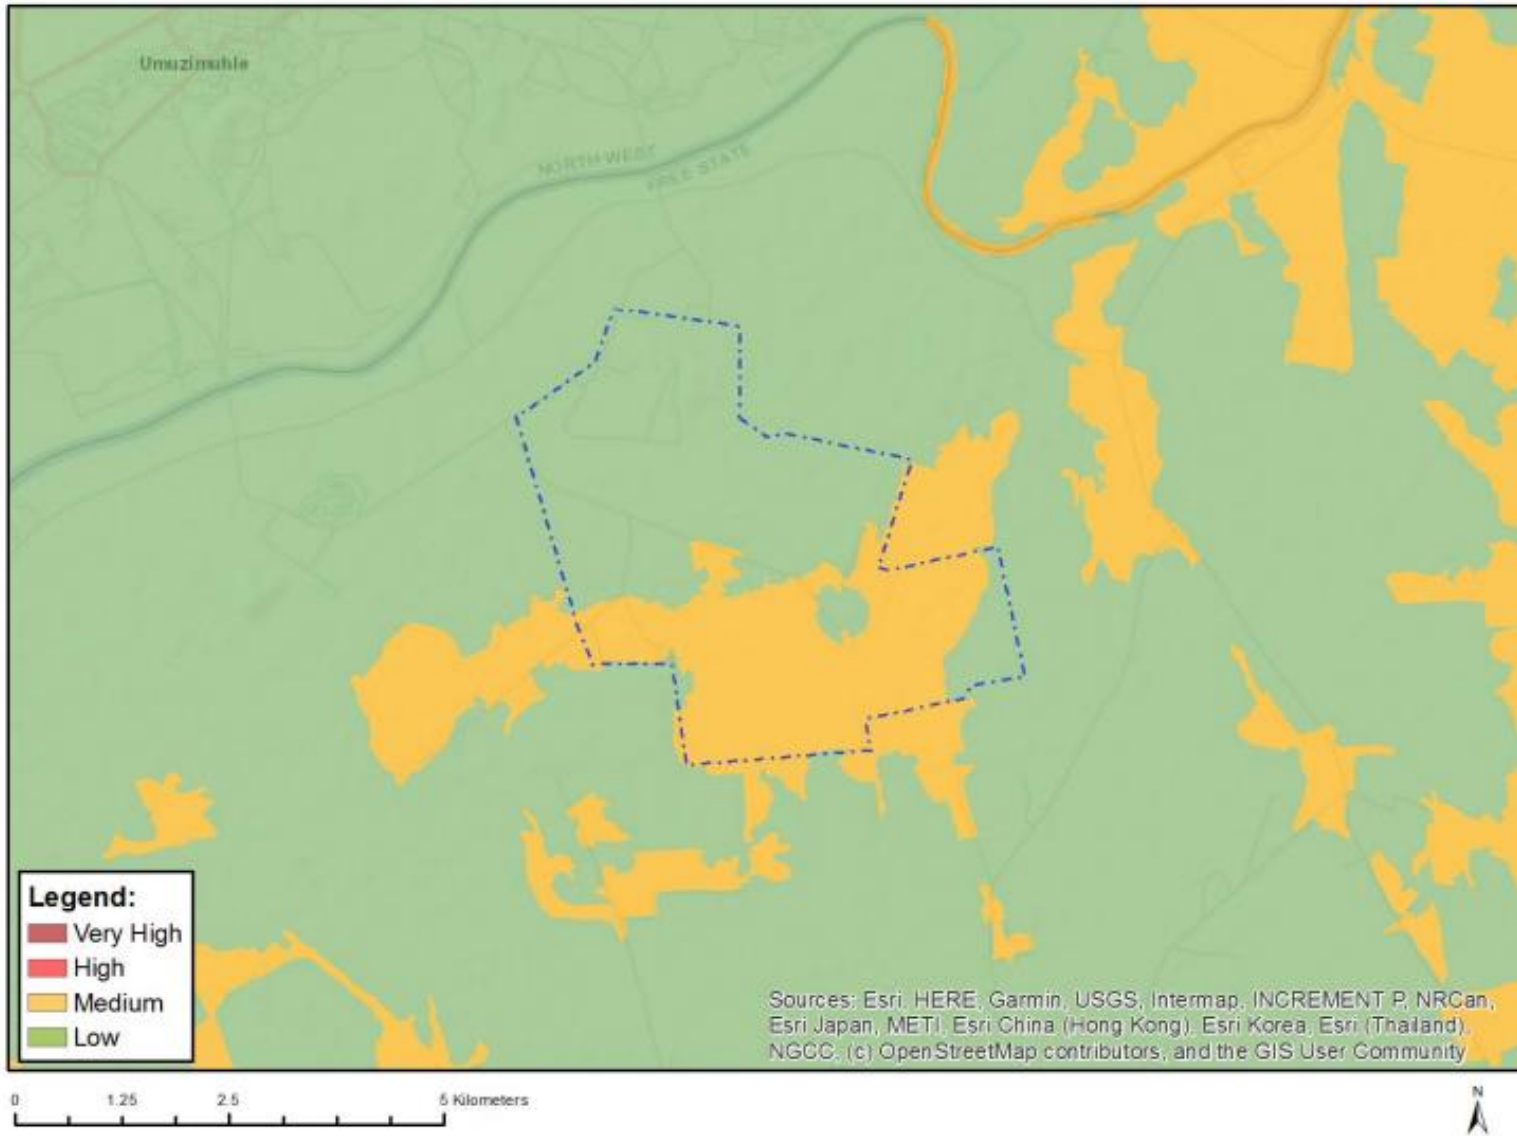 Umuzimuhle
NORTH-WEST
FREE STATE
Legend:
Very High
High
Medium
Low
Sources: Esri, HERE, Garmin, USGS, Intermap, INCREMENT P, NRCan,
Esri Japan, METI, Esri China (Hong Kong), Esri Korea, Esri (Thailand),
NGCC, (c) OpenStreetMap contributors, and the GIS User Community
0 1.25 2.5 5 Kilometers
N